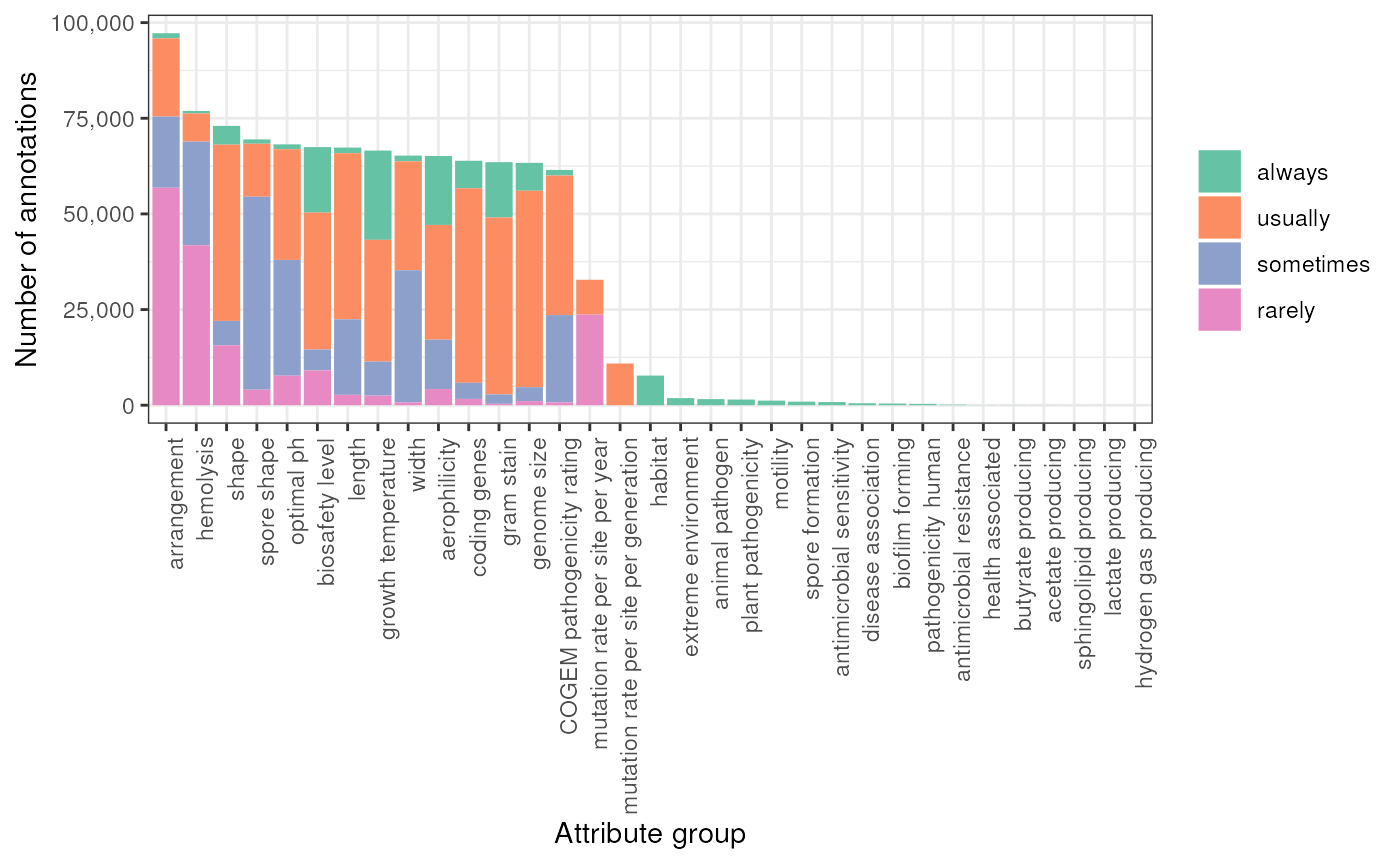 100,000
75,000
50,000
25,000
0
Number of annotations
arrangement
hemolysis
shape
spore shape
optimal ph
biosafety level
length
growth temperature
width
aerophilicity
coding genes
gram stain
genome size
COGEM pathogenicity rating
mutation rate per site per year
mutation rate per site per generation
habitat
extreme environment
animal pathogen
plant pathogenicity
motility
spore formation
antimicrobial sensitivity
disease association
biofilm forming
pathogenicity human
antimicrobial resistance
health associated
butyrate producing
acetate producing
sphingolipid producing
lactate producing
hydrogen gas producing
Attribute group
always
usually
sometimes
rarely